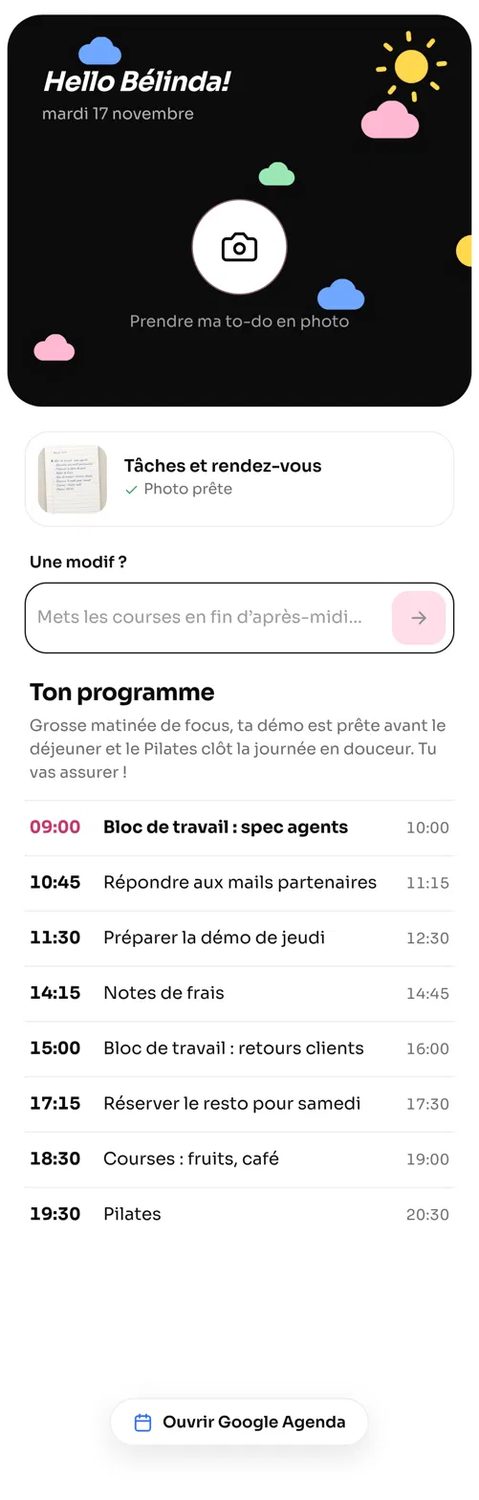 Hello Bélinda!
mardi 17 novembre
Prendre ma to-do en photo
Tâches et rendez-vous
Photo prête
Une modif ?
Mets les courses en fin d’après-midi...
Ton programme
Grosse matinée de focus, ta démo est prête avant le
déjeuner et le Pilates clôt la journée en douceur. Tu
vas assurer !
09:00 Bloc de travail : spec agents 10:00
10:45 Répondre aux mails partenaires 11:15
11:30 Préparer la démo de jeudi 12:30
14:15 Notes de frais 14:45
15:00 Bloc de travail : retours clients 16:00
17:15 Réserver le resto pour samedi 17:30
18:30 Courses : fruits, café 19:00
19:30 Pilates 20:30
Ouvrir Google Agenda